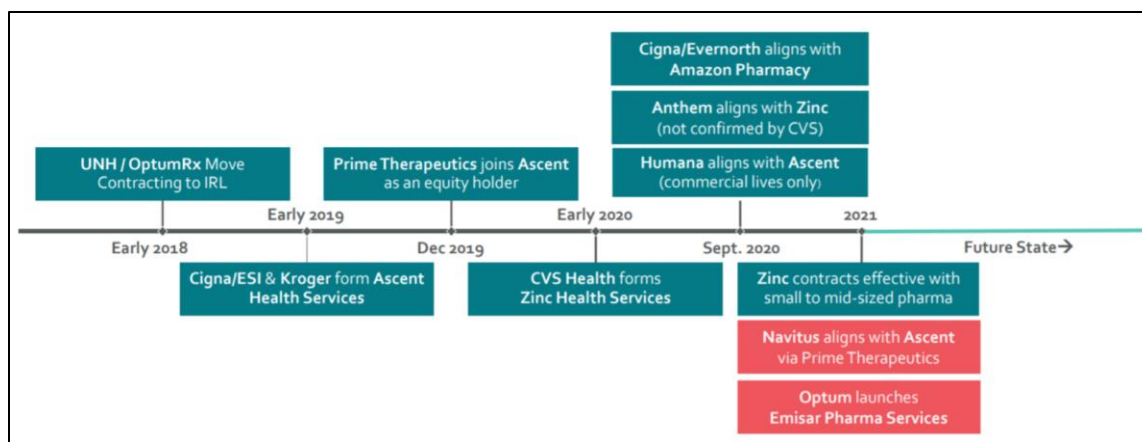 Cigna/Evernorth aligns with
Amazon Pharmacy
Anthem aligns with Zinc
(not confirmed by CVS)
UNH / OptumRx Move
Contracting to IRL
Prime Therapeutics joins Ascent
as an equity holder
Humana aligns with Ascent
(commercial lives only)
Early 2019
Early 2020
2021
Early 2018
Dec 2019
Sept. 2020
Future State→
Cigna/ESI & Kroger form Ascent
Health Services
CVS Health forms
Zinc Health Services
Zinc contracts effective with
small to mid-sized pharma
Navitus aligns with Ascent
via Prime Therapeutics
Optum launches
Emisar Pharma Services